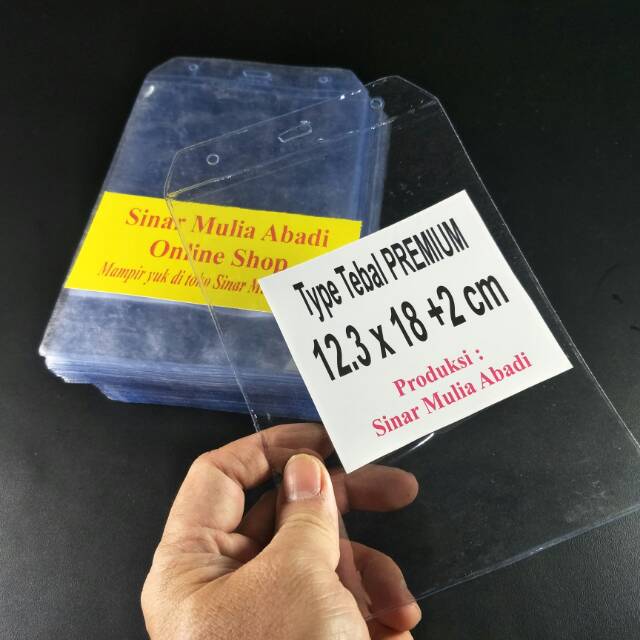 Sinar Mulia Abadi
Online Shop
Mampir yuk di toko Sinar
Type Tebal PREMIUM
12.3 x 18 +2 cm
Produksi :
Sinar Mulia Abadi